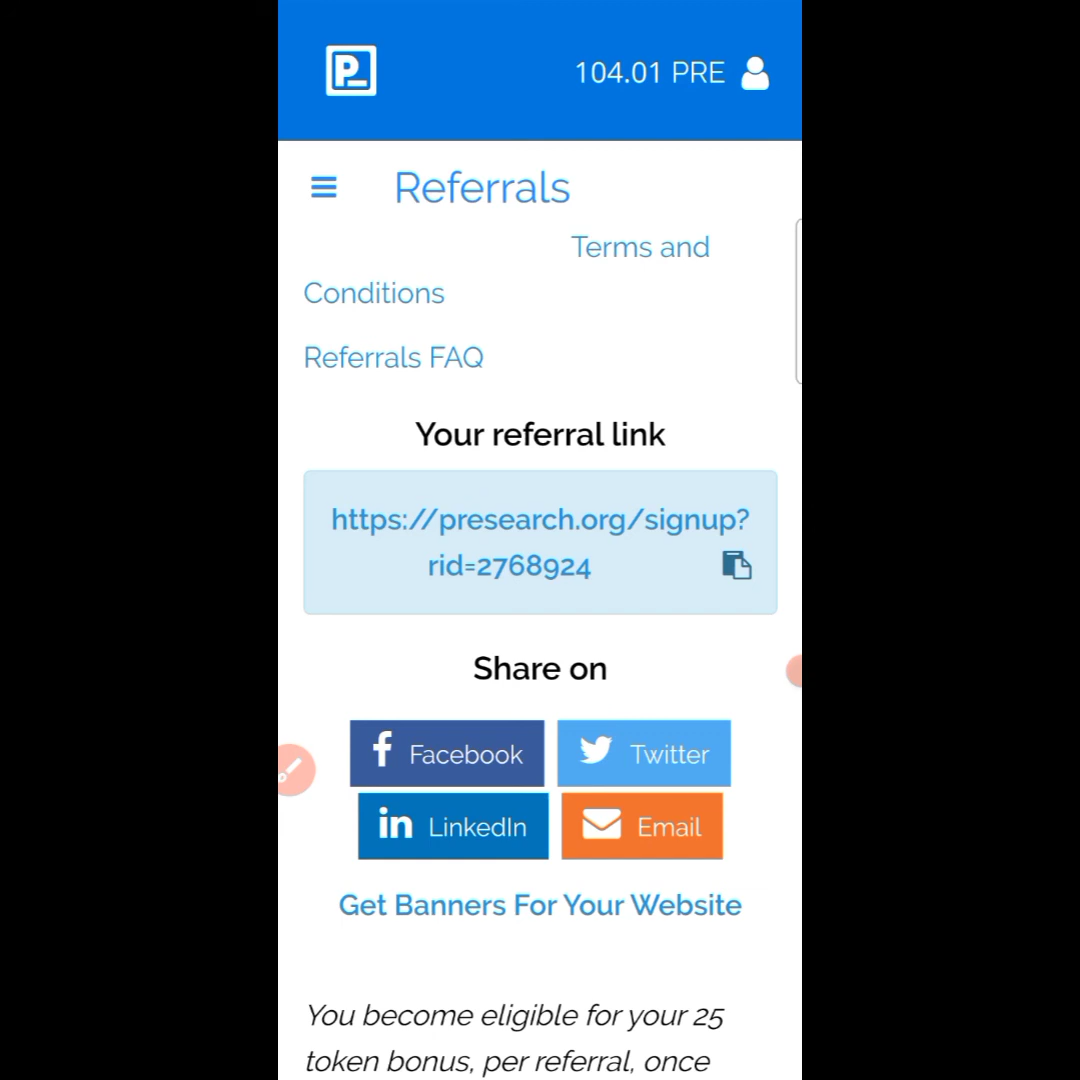 P_
104.01 PRE
Referrals
Terms and
Conditions
Referrals FAQ
Your referral link
https://presearch.org/signup?
rid=2768924
Share on
f Facebook
Twitter
in LinkedIn
Email
Get Banners For Your Website
You become eligible for your 25
token bonus, per referral, once